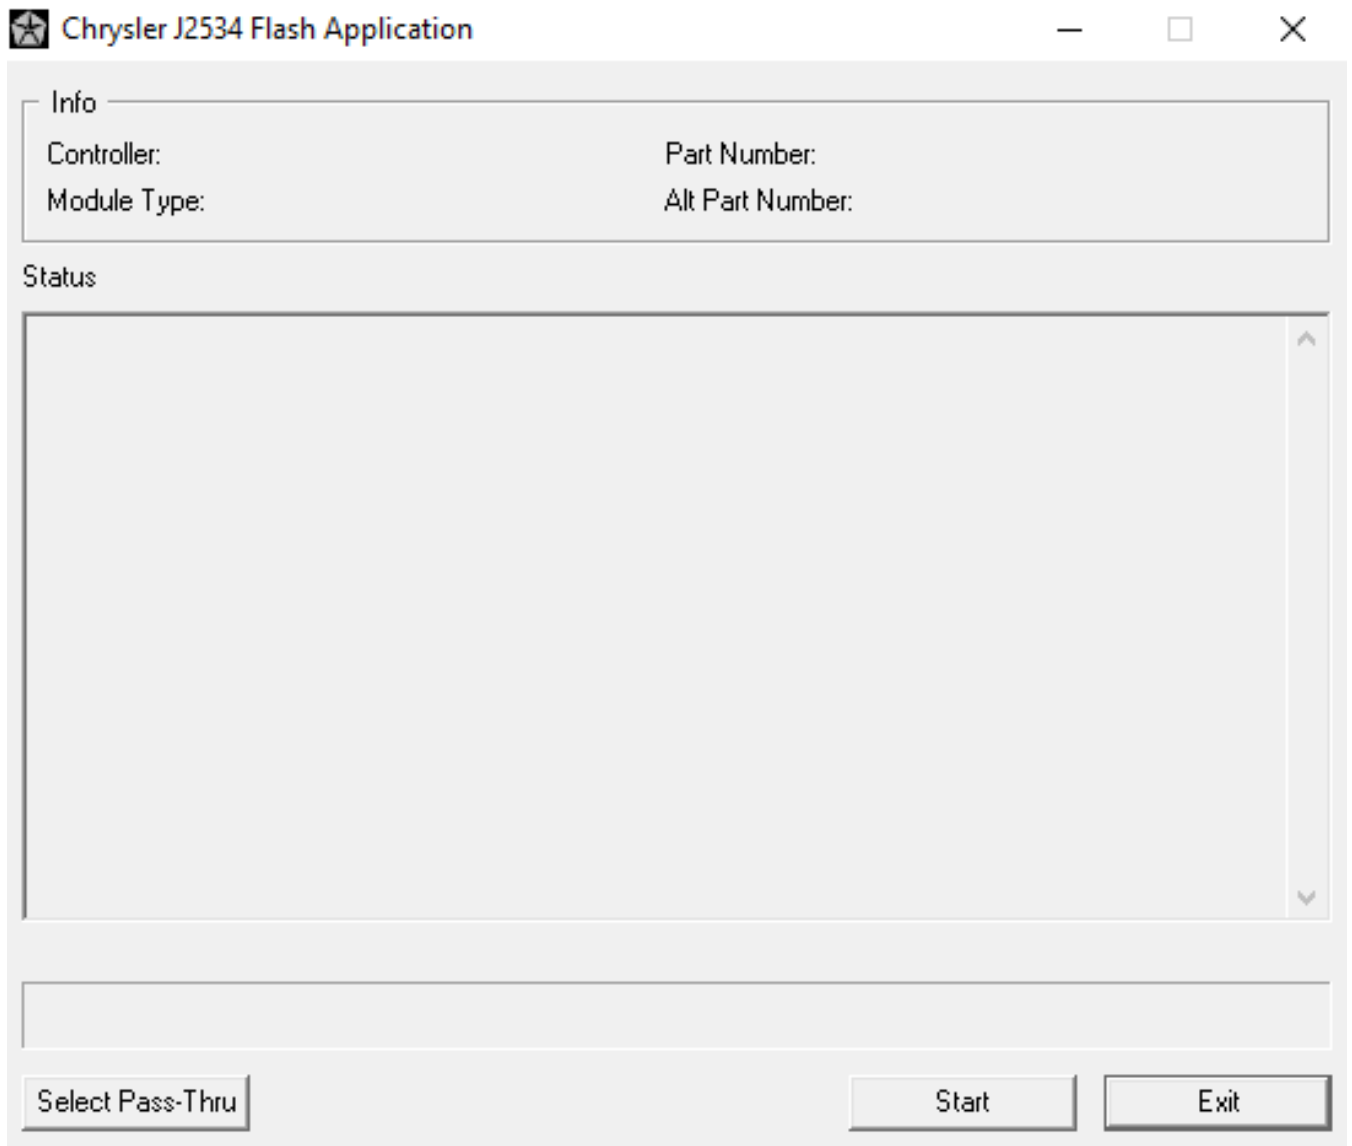 Chrysler J2534 Flash Application
Info
Controller:
Part Number:
Module Type:
Alt Part Number:
Status
Select Pass-Thru
Start
Exit